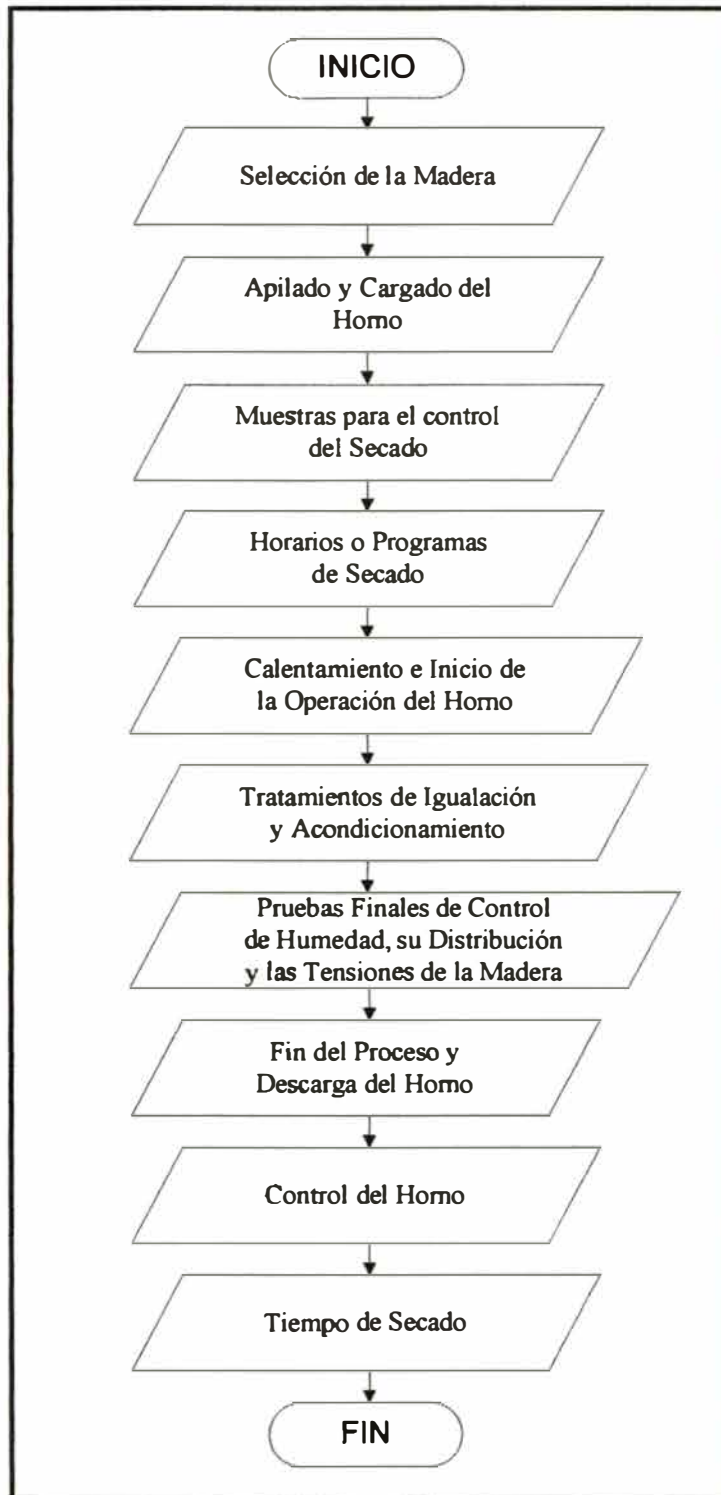 INICIO
Selección de la Madera
Apilado y Cargado del
Horno
Muestras para el control
del Secado
Horarios o Programas
de Secado
Calentamiento e Inicio de
la Operación del Horno
Tratamientos de Igualación
y Acondicionamiento
Pruebas Finales de Control
de Humedad, su Distribución
y las Tensiones de la Madera
Fin del Proceso y
Descarga del Horno
Control del Horno
Tiempo de Secado
FIN